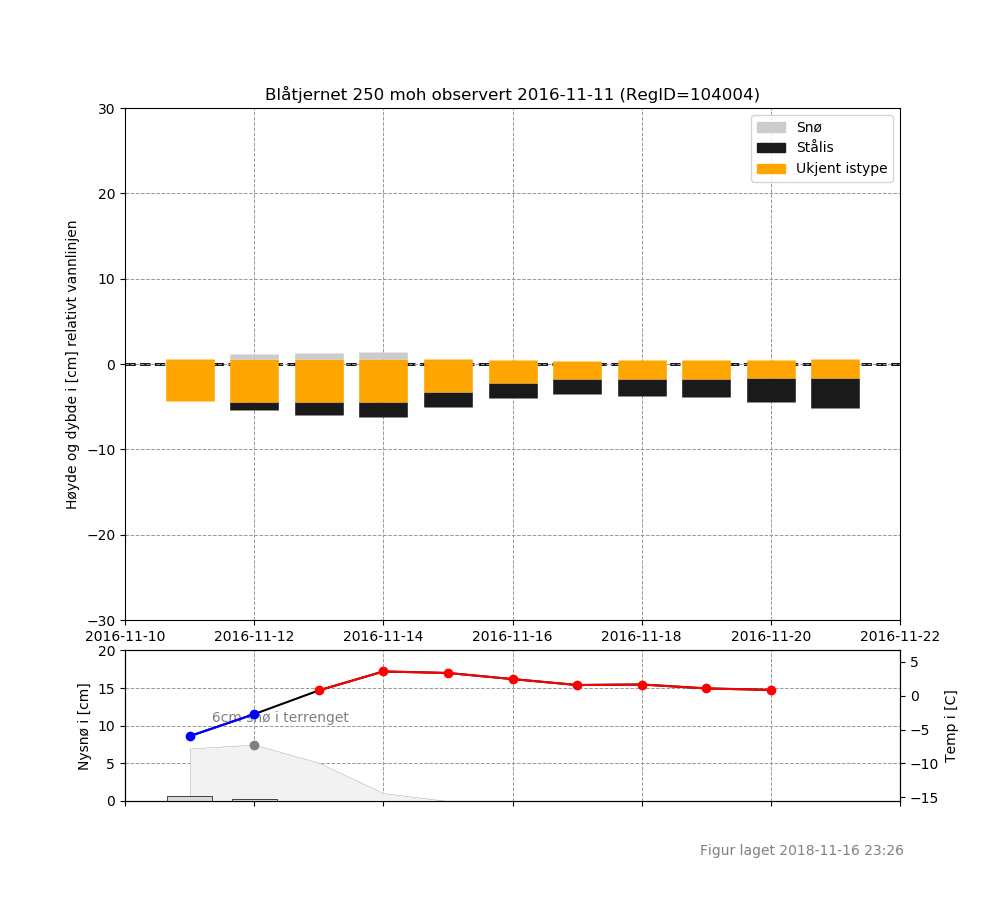 Blåtjernet 250 moh observert 2016-11-11 (RegID=104004)
Snø
Stålis
Ukjent istype
Høyde og dybde i [cm] relativt vannlinjen
30
20
10
0
−10
−20
−30
2016-11-10 2016-11-12 2016-11-14 2016-11-16 2016-11-18 2016-11-20 2016-11-22
Nysnø i [cm]
20
15
10
5
0
6cm snø i terrenget
5
0
−5
−10
−15
Temp i [C]
Figur laget 2018-11-16 23:26